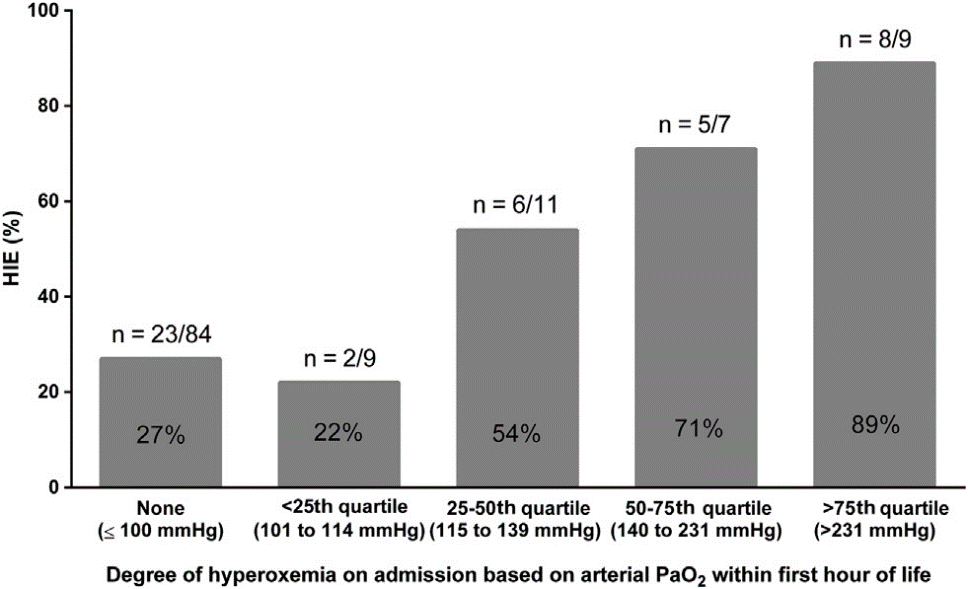 100
80
60
40
20
0
HIE (%)
n = 23/84
27%
n = 2/9
22%
n = 6/11
54%
n = 5/7
71%
n = 8/9
89%
None
(≤ 100 mmHg)
<25th quartile
(101 to 114 mmHg)
25-50th quartile
(115 to 139 mmHg)
50-75th quartile
(140 to 231 mmHg)
>75th quartile
(>231 mmHg)
Degree of hyperoxemia on admission based on arterial PaO₂ within first hour of life